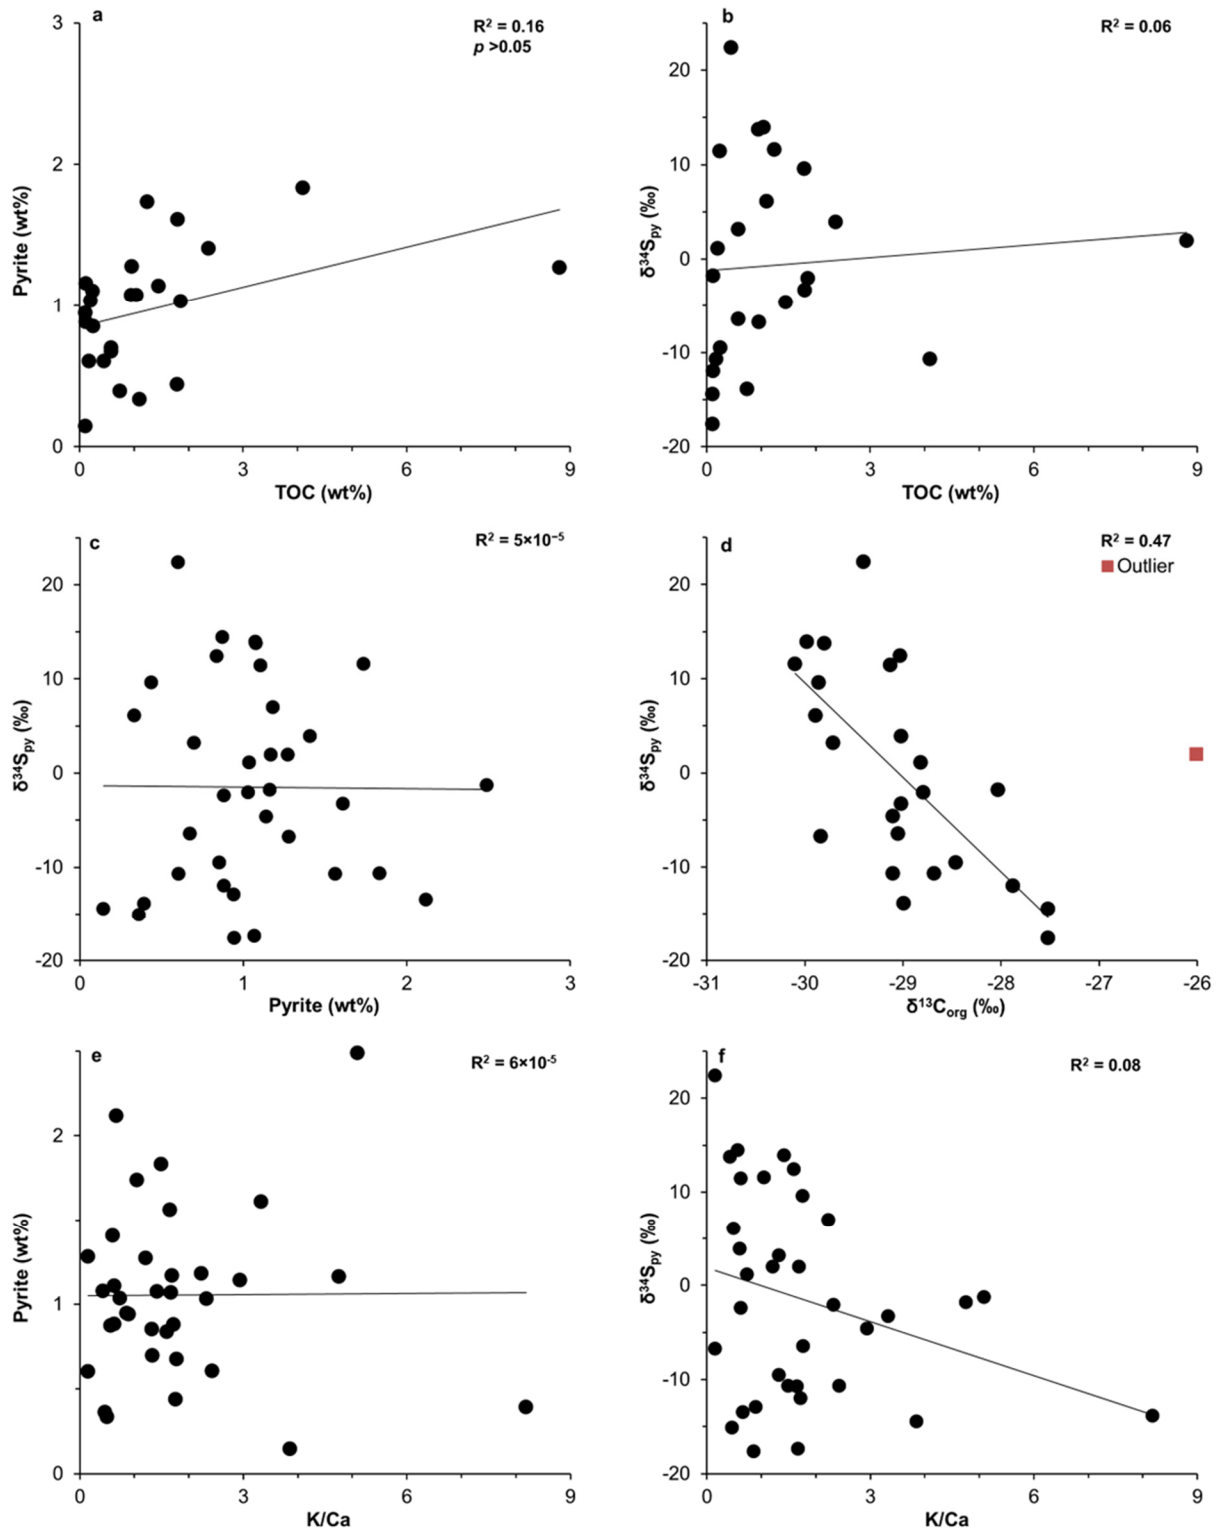 a
R² = 0.16
p >0.05
3
2
1
0
Pyrite (wt%)
0 3 6 9
TOC (wt%)
b
R² = 0.06
20
10
0
-10
-20
δ³⁴Spy (‰)
0 3 6 9
TOC (wt%)
c
R² = 5×10⁻⁵
20
10
0
-10
-20
δ³⁴Spy (‰)
0 1 2 3
Pyrite (wt%)
d
R² = 0.47
Outlier
20
10
0
-10
-20
δ³⁴Spy (‰)
-31 -30 -29 -28 -27 -26
δ¹³Corg (‰)
e
R² = 6×10⁻⁵
2
1
0
Pyrite (wt%)
0 3 6 9
K/Ca
f
R² = 0.08
20
10
0
-10
-20
δ³⁴Spy (‰)
0 3 6 9
K/Ca